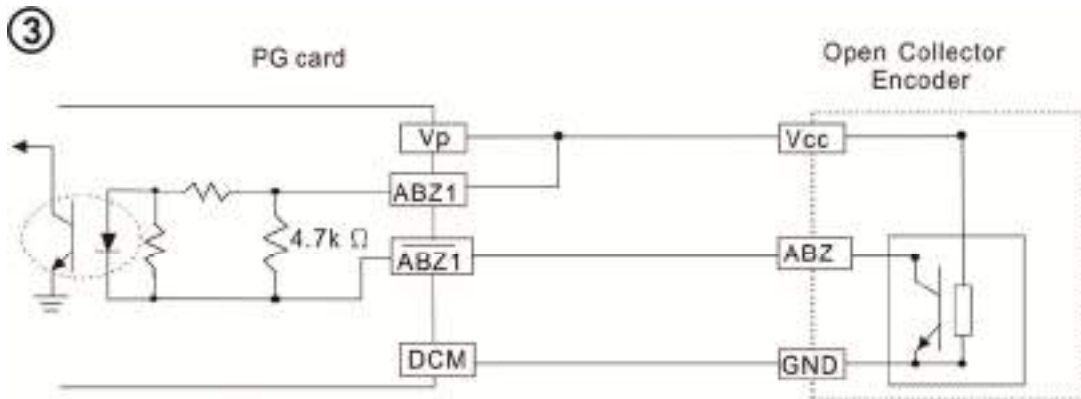 3
PG card
Open Collector
Encoder
Vp
Vcc
ABZ1
4.7k Ω
ABZ1
ABZ
DCM
GND